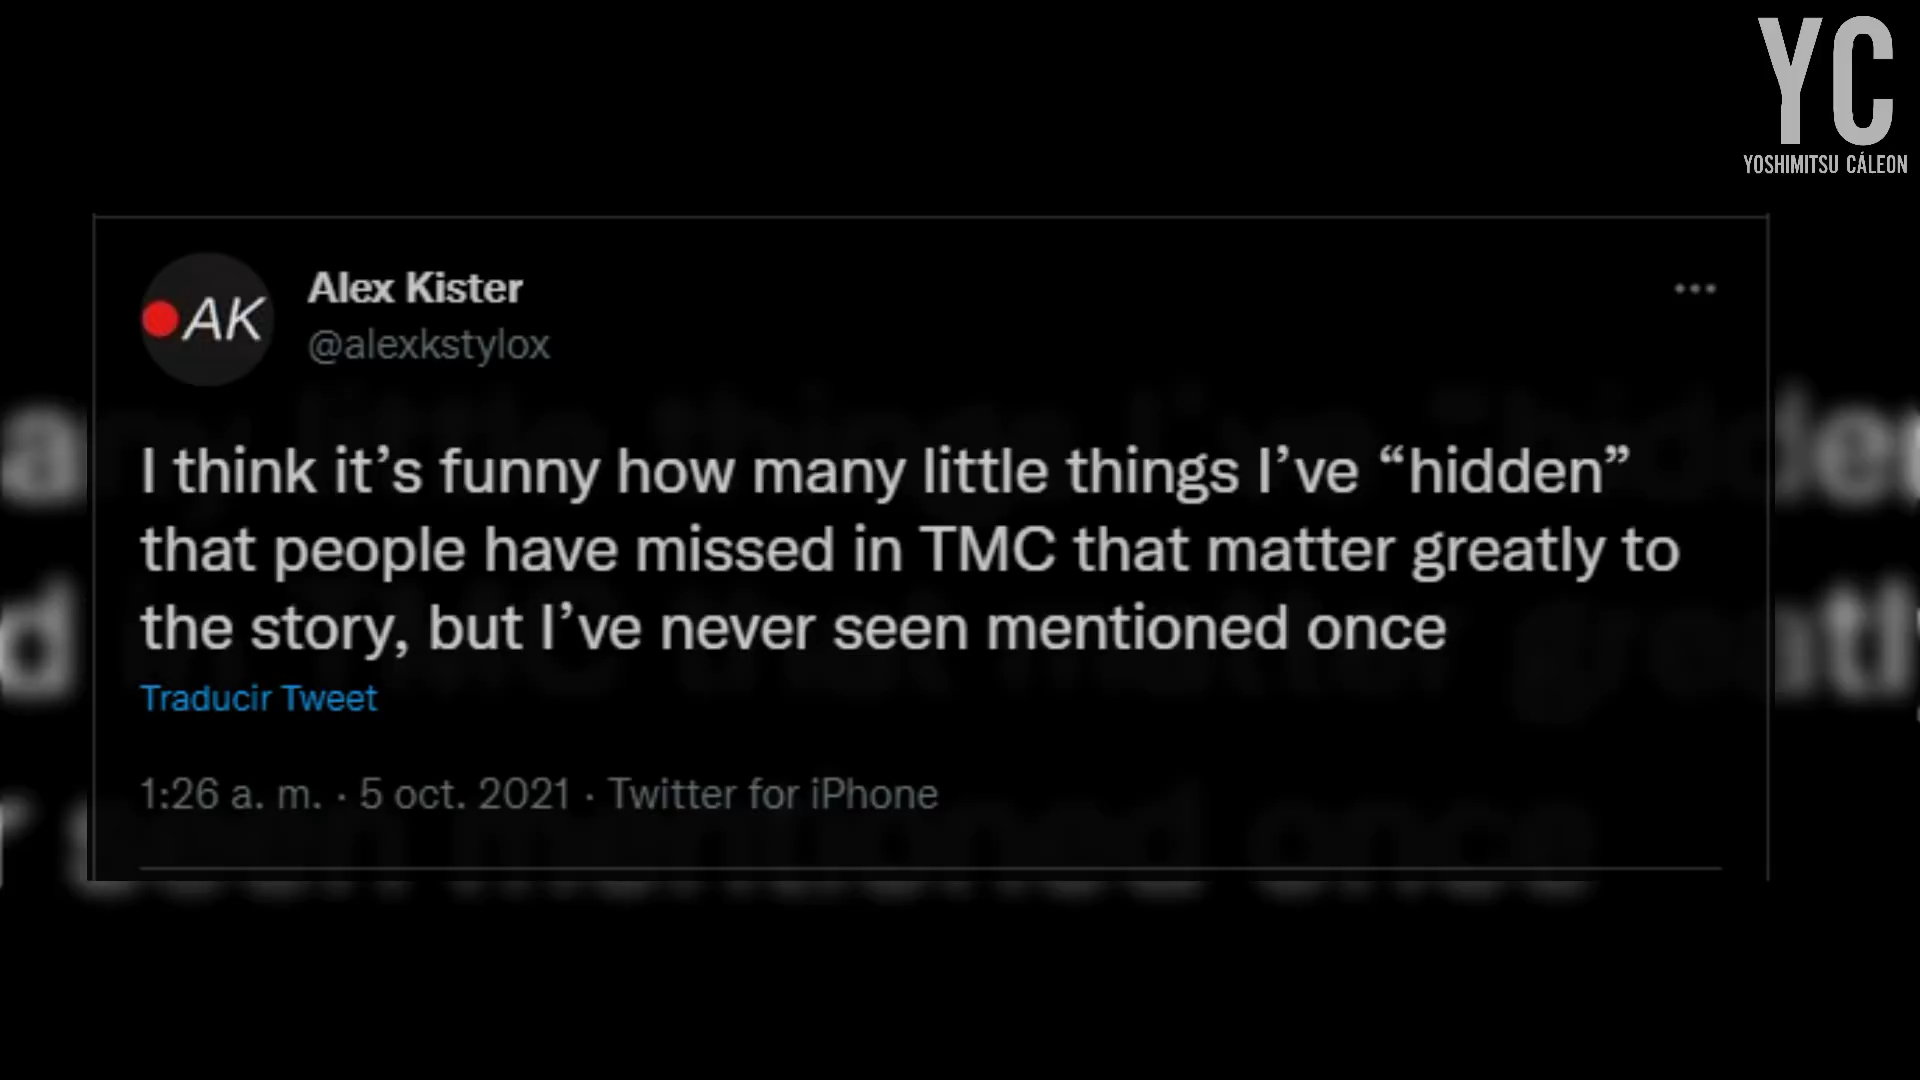 YC
YOSHIMITSU CÁLEON
AK
Alex Kister
@alexkstylox
I think it’s funny how many little things I’ve “hidden”
that people have missed in TMC that matter greatly to
the story, but I’ve never seen mentioned once
Traducir Tweet
1:26 a. m. · 5 oct. 2021 · Twitter for iPhone